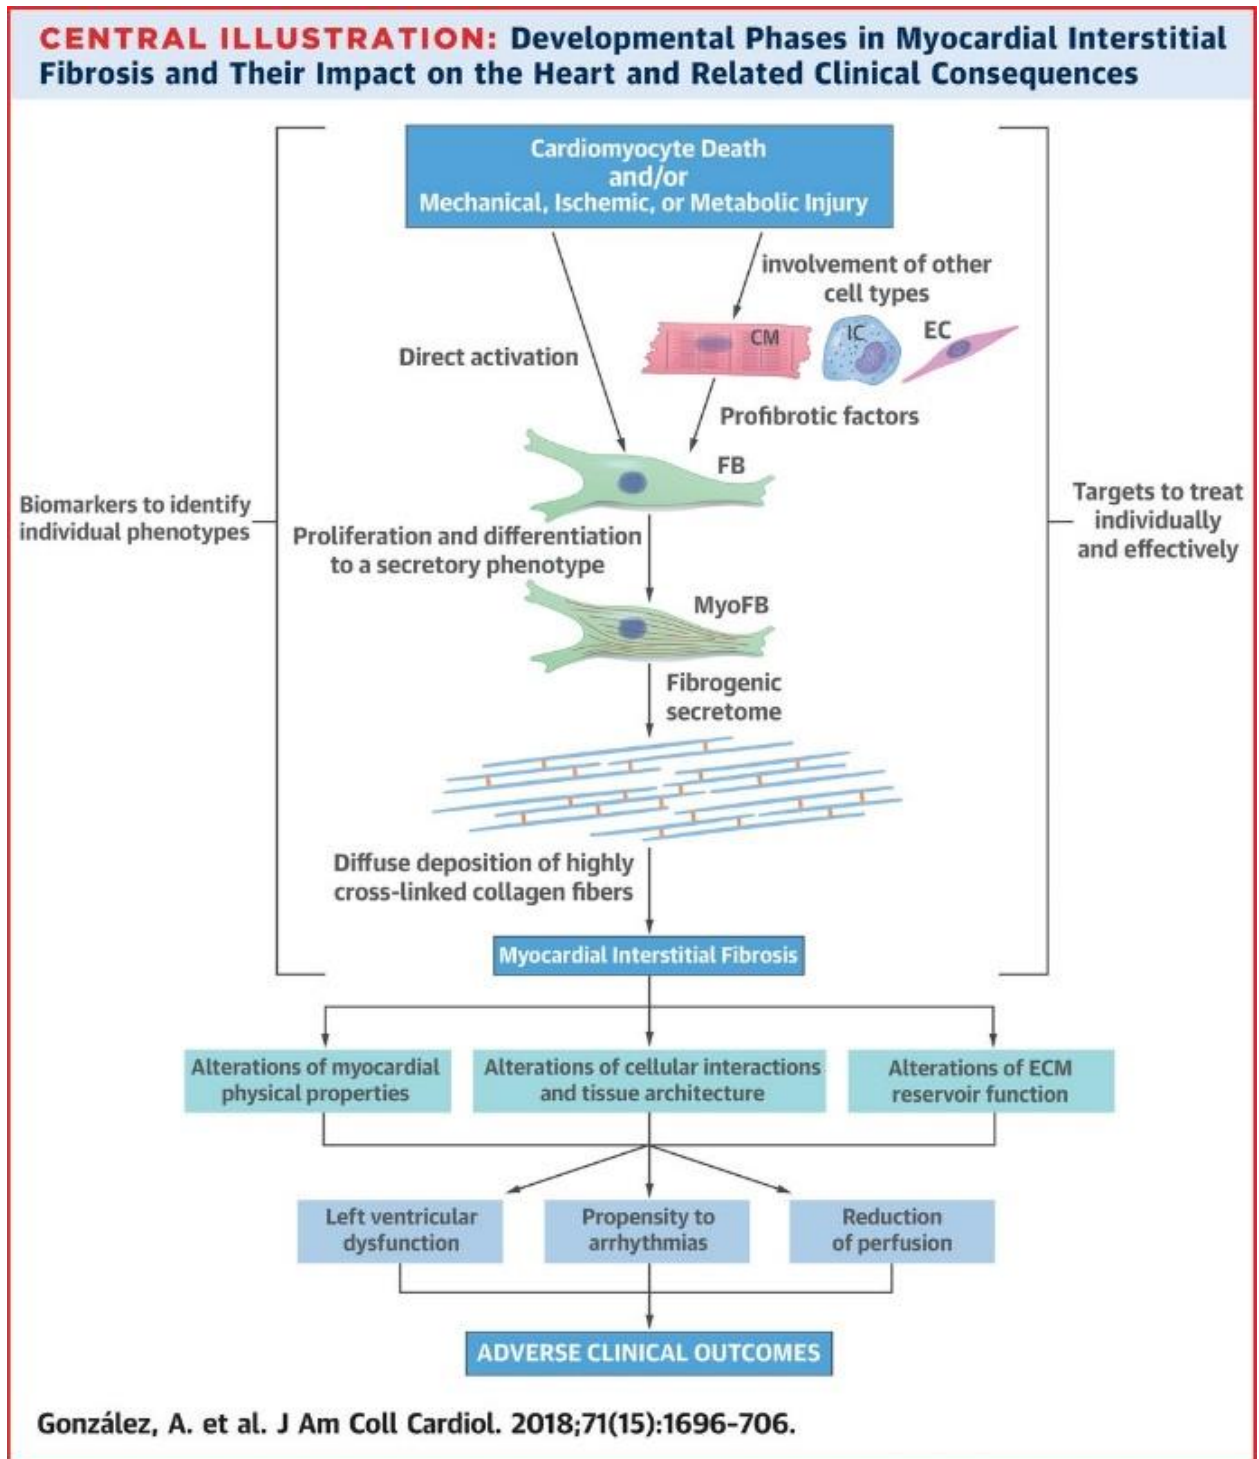 CENTRAL ILLUSTRATION: Developmental Phases in Myocardial Interstitial
Fibrosis and Their Impact on the Heart and Related Clinical Consequences
Cardiomyocyte Death
and/or
Mechanical, Ischemic, or Metabolic Injury
involvement of other
cell types
CM
IC
EC
Direct activation
Profibrotic factors
FB
Biomarkers to identify
individual phenotypes
Targets to treat
individually
and effectively
Proliferation and differentiation
to a secretory phenotype
MyoFB
Fibrogenic
secretome
Diffuse deposition of highly
cross-linked collagen fibers
Myocardial Interstitial Fibrosis
Alterations of myocardial
physical properties
Alterations of cellular interactions
and tissue architecture
Alterations of ECM
reservoir function
Left ventricular
dysfunction
Propensity to
arrhythmias
Reduction
of perfusion
ADVERSE CLINICAL OUTCOMES
González, A. et al. J Am Coll Cardiol. 2018;71(15):1696-706.